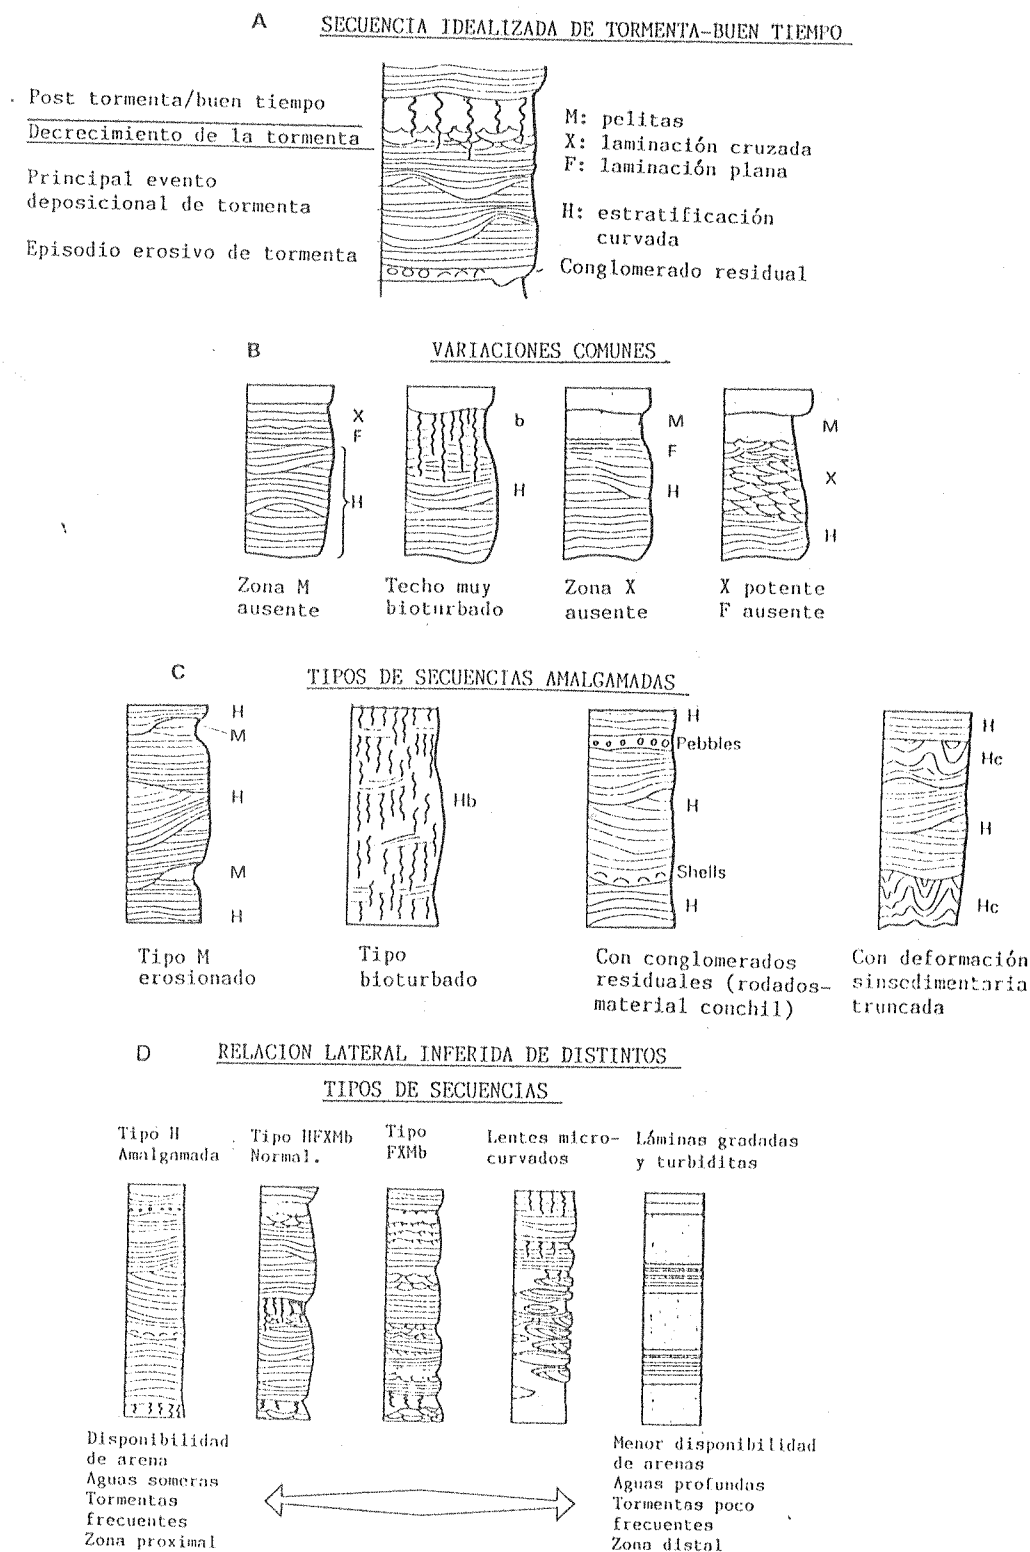 A SECUENCIA IDEALIZADA DE TORMENTA-BUEN TIEMPO
Post tormenta/buen tiempo
Decrecimiento de la tormenta
Principal evento
deposicional de tormenta
Episodio erosivo de tormenta
M: pelitas
X: laminación cruzada
F: laminación plana
H: estratificación
curvada
Conglomerado residual
B VARIACIONES COMUNES
X
F
H
Zona M
ausente
b
H
Techo muy
bioturbado
M
F
H
Zona X
ausente
M
X
H
X potente
F ausente
C TIPOS DE SECUENCIAS AMALGAMADAS
H
M
H
M
H
Tipo M
erosionado
Hb
Tipo
bioturbado
H
Pebbles
H
Shells
H
Con conglomerados
residuales (rodados-
material conchil)
H
Hc
H
Hc
Con deformación
sinsedimentaria
truncada
D RELACION LATERAL INFERIDA DE DISTINTOS
TIPOS DE SECUENCIAS
Tipo H
Amalgamada
Tipo HFXMb
Normal.
Tipo
FXMb
Lentes micro-
curvados
Láminas gradadas
y turbiditas
Disponibilidad
de arena
Aguas someras
Tormentas
frecuentes
Zona proximal
Menor disponibilidad
de arenas
Aguas profundas
Tormentas poco
frecuentes
Zona distal